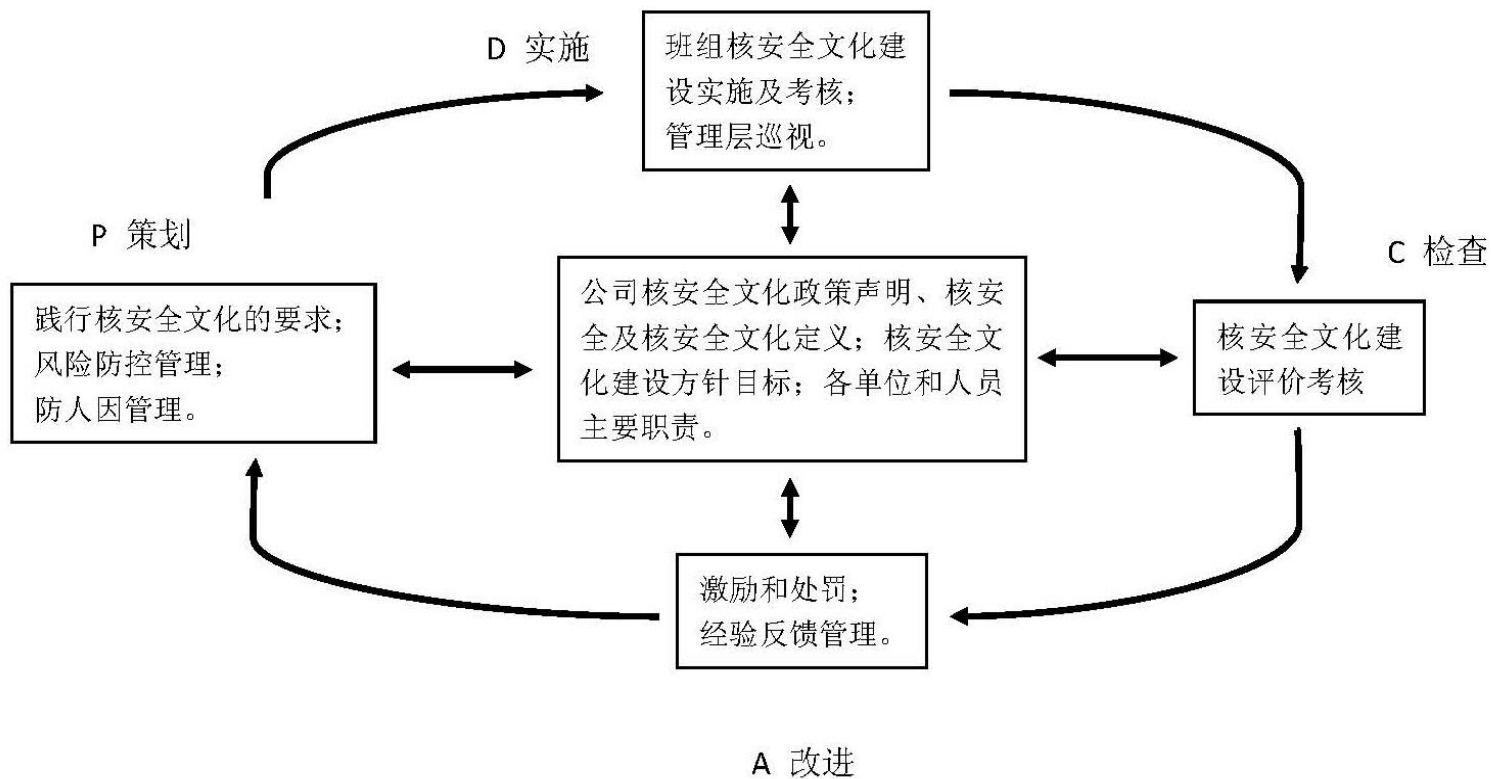 D 实施
班组核安全文化建
设实施及考核；
管理层巡视。
P 策划
C 检查
践行核安全文化的要求；
风险防控管理；
防人因管理。
公司核安全文化政策声明、核安
全及核安全文化定义；核安全文
化建设方针目标；各单位和人员
主要职责。
核安全文化建
设评价考核
激励和处罚；
经验反馈管理。
A 改进